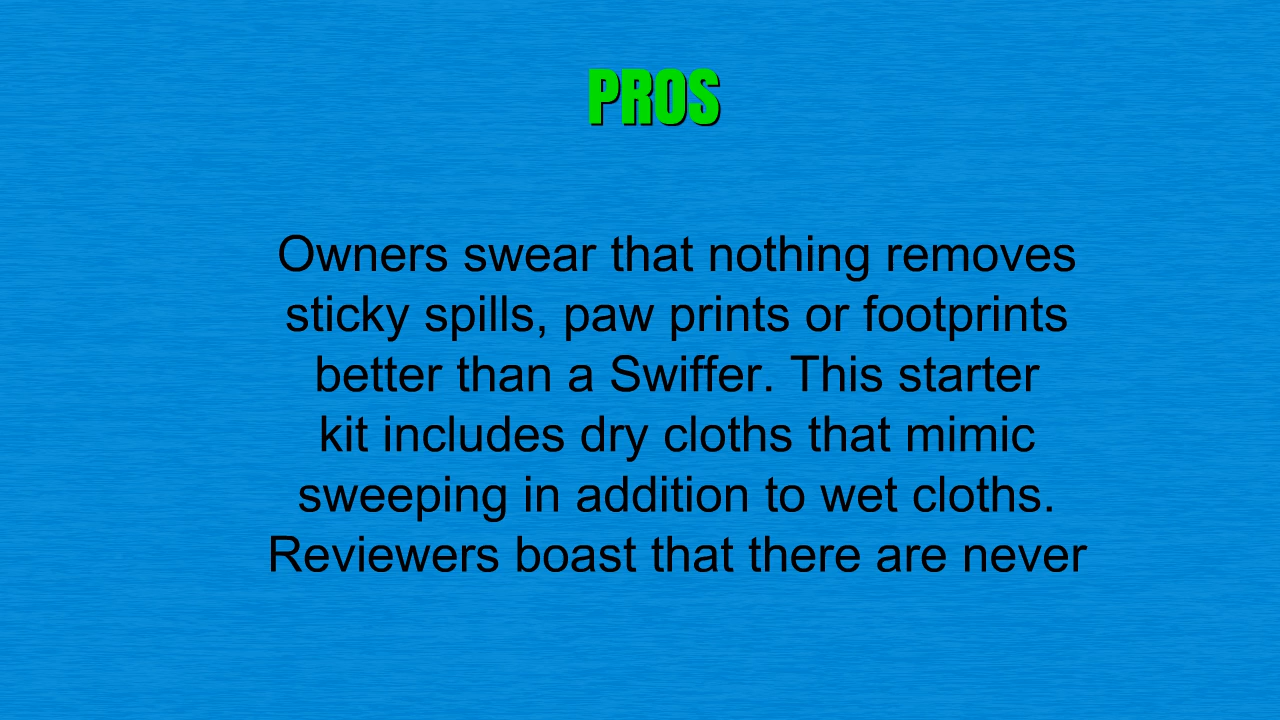 PROS
Owners swear that nothing removes
sticky spills, paw prints or footprints
better than a Swiffer. This starter
kit includes dry cloths that mimic
sweeping in addition to wet cloths.
Reviewers boast that there are never